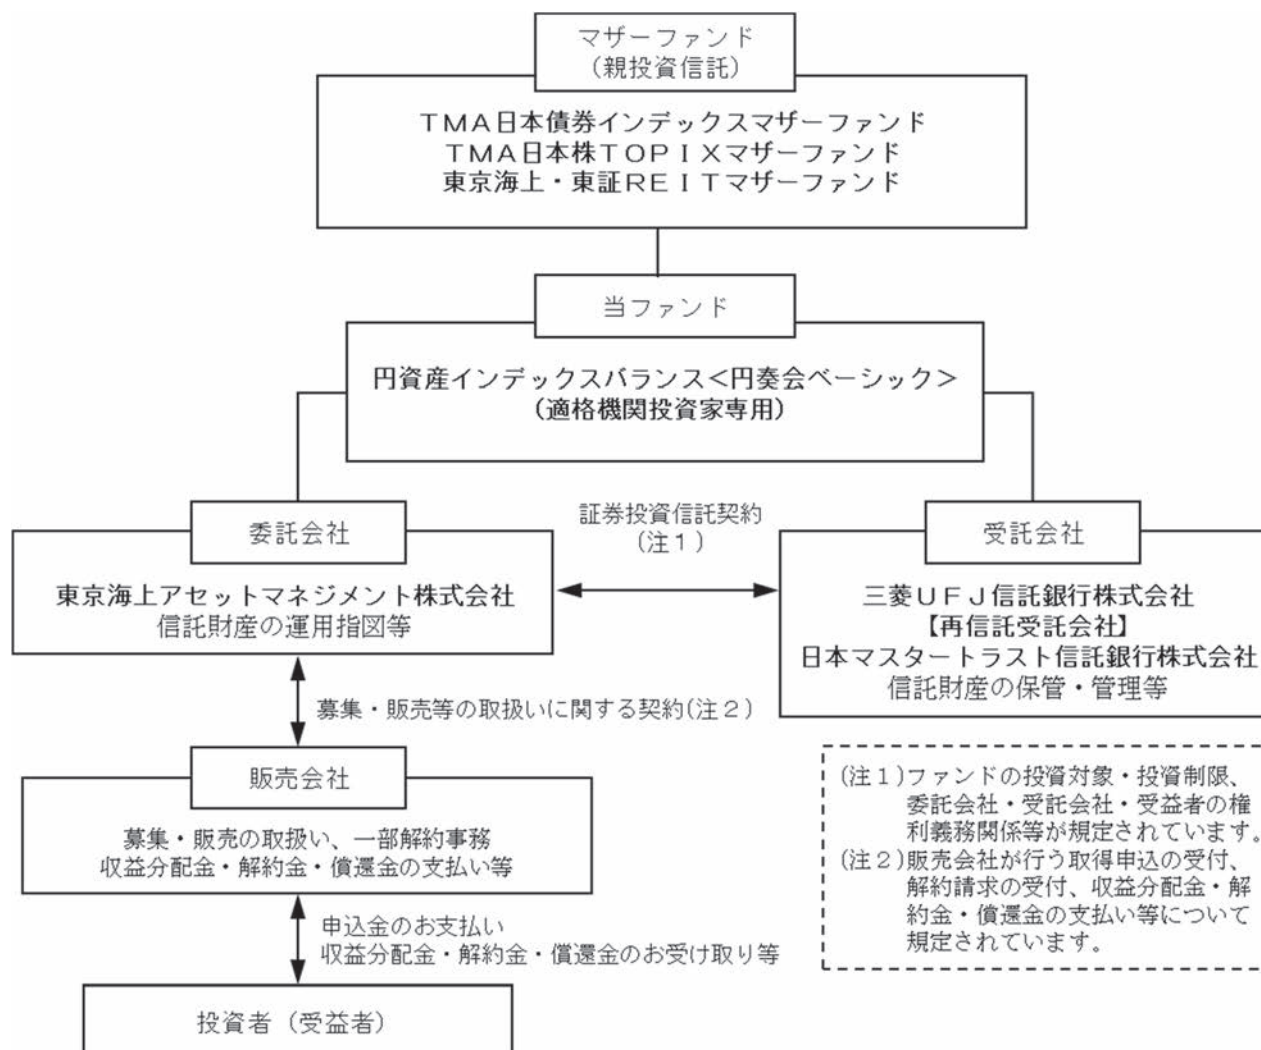 マザーファンド
(親投資信託)
ＴＭＡ日本債券インデックスマザーファンド
ＴＭＡ日本株ＴＯＰＩＸマザーファンド
東京海上・東証ＲＥＩＴマザーファンド
当ファンド
円資産インデックスバランス＜円奏会ベーシック＞
(適格機関投資家専用)
委託会社
東京海上アセットマネジメント株式会社
信託財産の運用指図等
証券投資信託契約
(注１)
受託会社
三菱ＵＦＪ信託銀行株式会社
【再信託受託会社】
日本マスタートラスト信託銀行株式会社
信託財産の保管・管理等
募集・販売等の取扱いに関する契約(注２)
販売会社
募集・販売の取扱い、一部解約事務
収益分配金・解約金・償還金の支払い等
申込金のお支払い
収益分配金・解約金・償還金のお受け取り等
投資者（受益者）
(注１)ファンドの投資対象・投資制限、
委託会社・受託会社・受益者の権
利義務関係等が規定されています。
(注２)販売会社が行う取得申込の受付、
解約請求の受付、収益分配金・解
約金・償還金の支払い等について
規定されています。